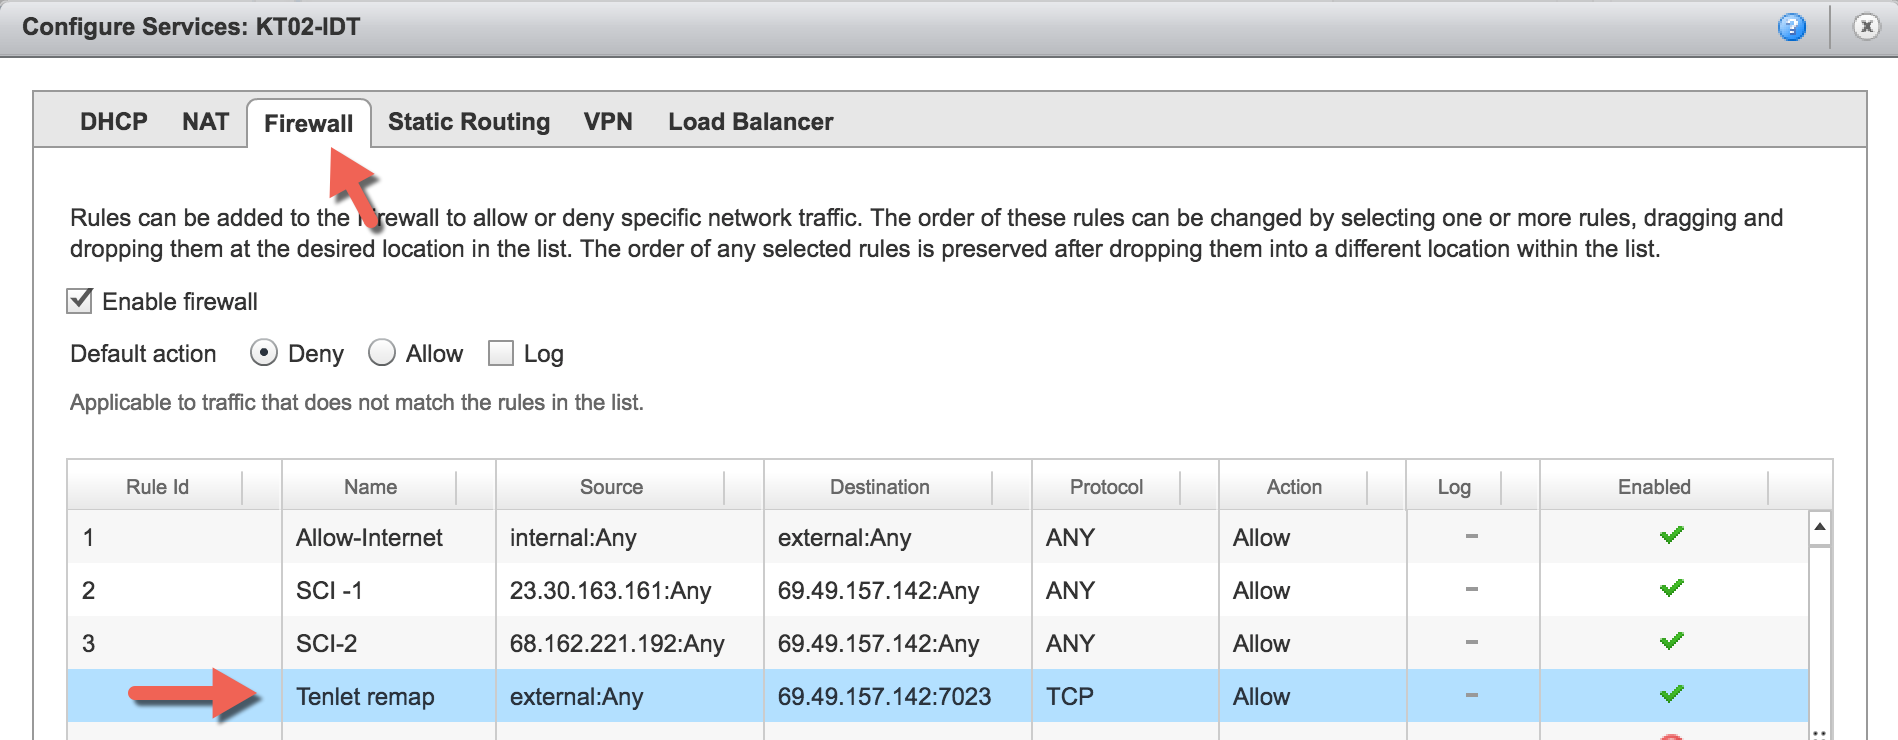 Configure Services: KT02-IDT
DHCP NAT Firewall Static Routing VPN Load Balancer
Rules can be added to the firewall to allow or deny specific network traffic. The order of these rules can be changed by selecting one or more rules, dragging and
dropping them at the desired location in the list. The order of any selected rules is preserved after dropping them into a different location within the list.
Enable firewall
Default action Deny Allow Log
Applicable to traffic that does not match the rules in the list.
Rule Id Name Source Destination Protocol Action Log Enabled
1 Allow-Internet internal:Any external:Any ANY Allow -
2 SCI -1 23.30.163.161:Any 69.49.157.142:Any ANY Allow -
3 SCI-2 68.162.221.192:Any 69.49.157.142:Any ANY Allow -
Tenlet remap external:Any 69.49.157.142:7023 TCP Allow -